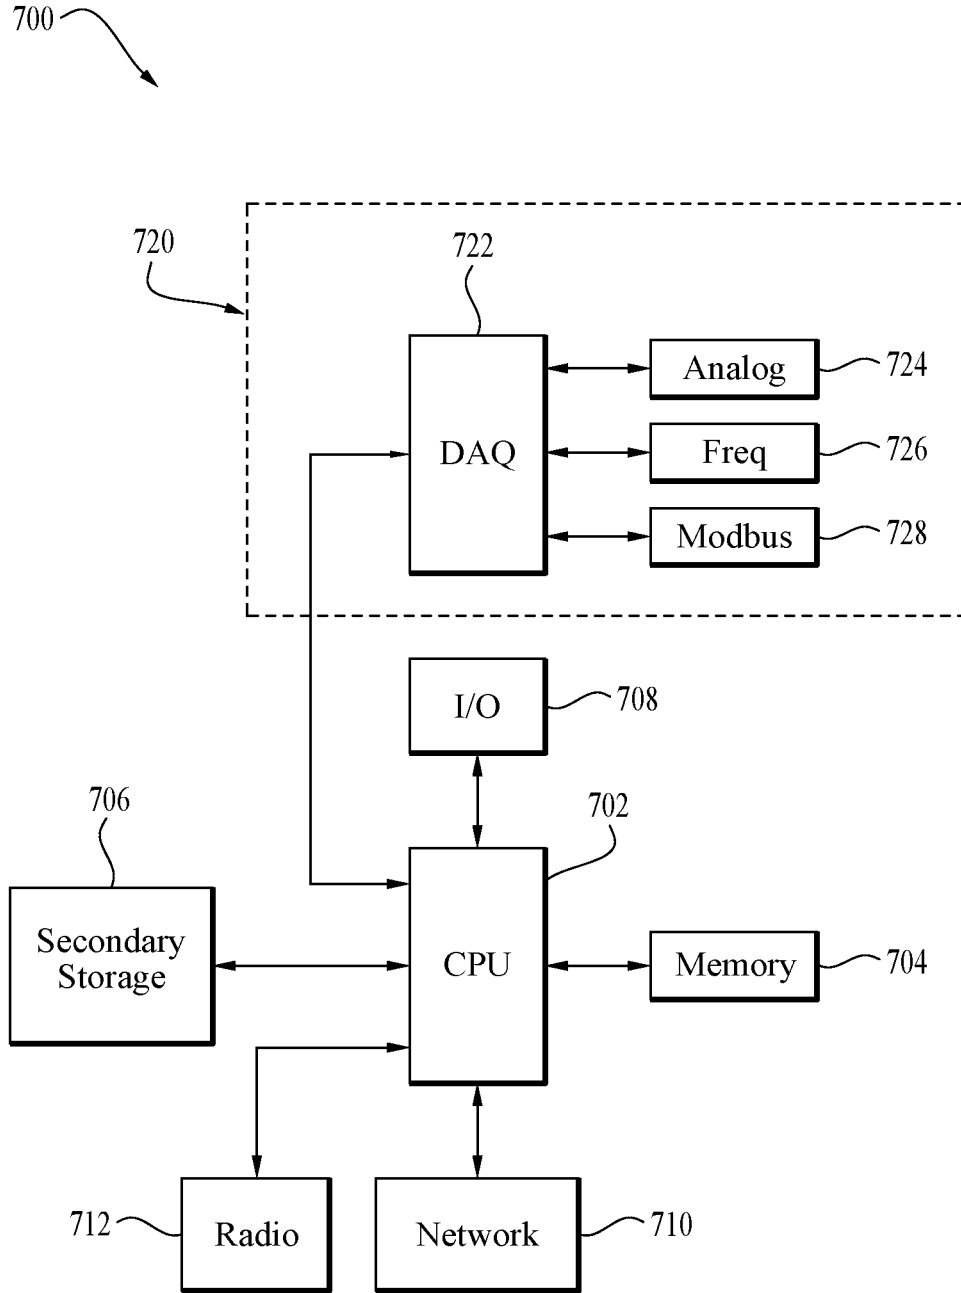 700
720
722
Analog
724
DAQ
Freq
726
Modbus
728
I/O
708
706
702
Secondary
Storage
CPU
Memory
704
712
Radio
Network
710